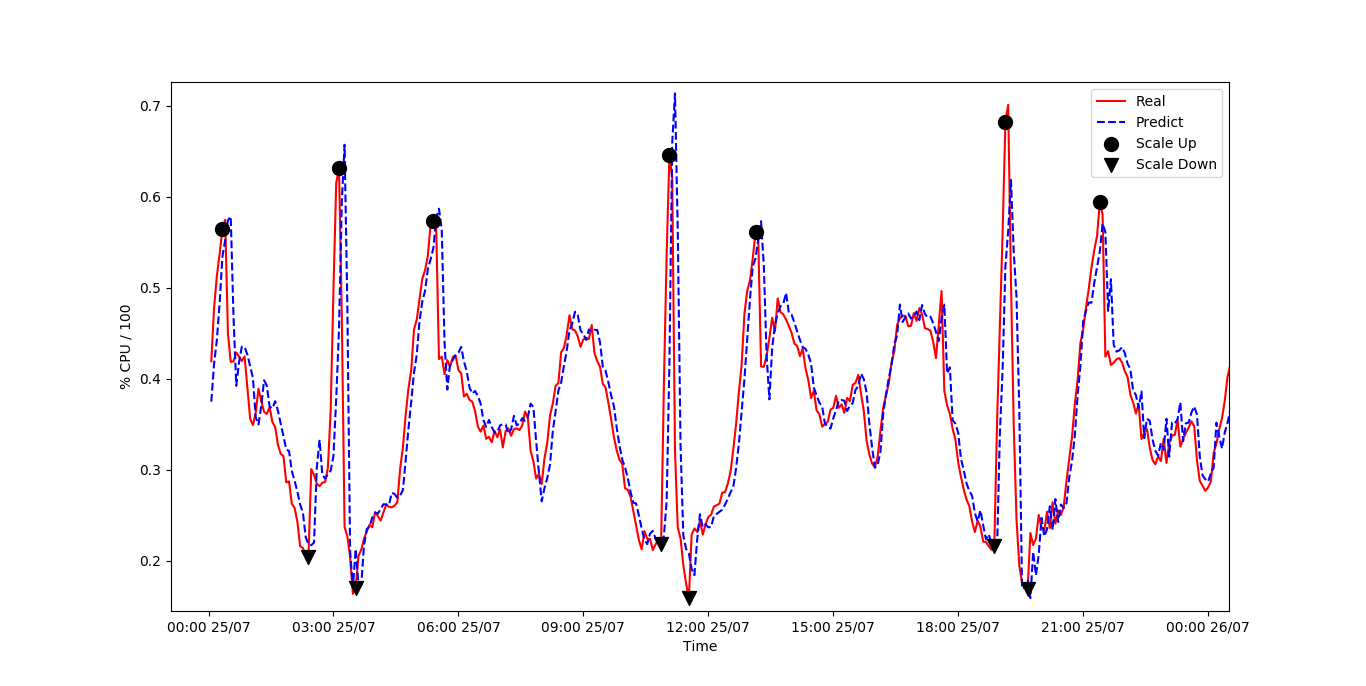 Real
Predict
Scale Up
Scale Down
0.7
0.6
0.5
0.4
0.3
0.2
% CPU / 100
00:00 25/07
03:00 25/07
06:00 25/07
09:00 25/07
12:00 25/07
15:00 25/07
18:00 25/07
21:00 25/07
00:00 26/07
Time